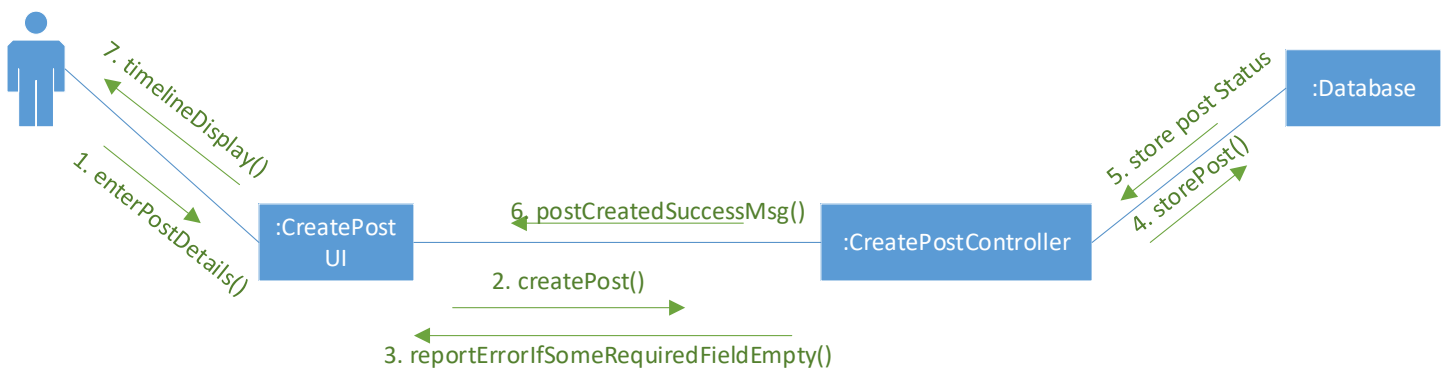 7. timelineDisplay()
1. enterPostDetails()
:CreatePost
UI
6. postCreatedSuccessMsg()
2. createPost()
3. reportErrorIfSomeRequiredFieldEmpty()
:CreatePostController
5. store post Status
4. storePost()
:Database